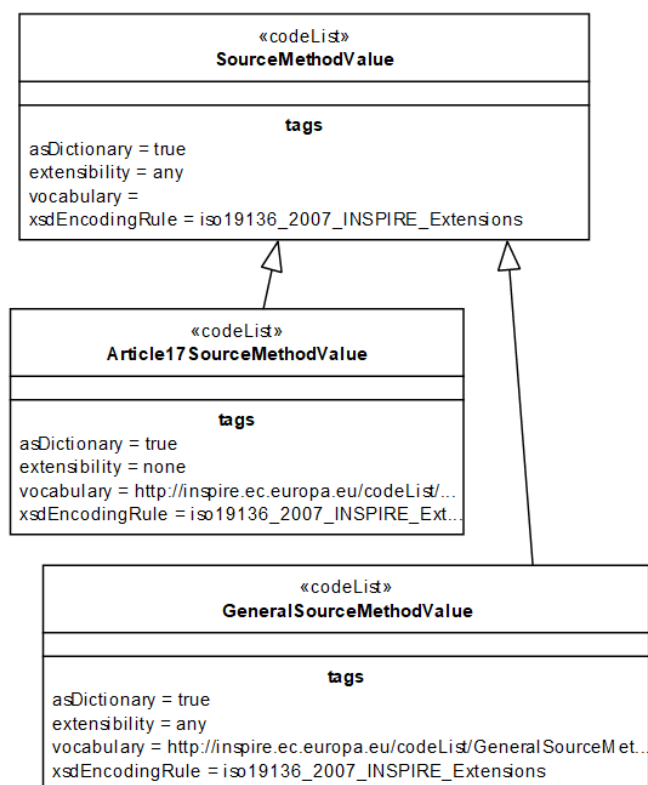 «codeList»
SourceMethodValue
tags
asDictionary = true
extensibility = any
vocabulary =
xsdEncodingRule = iso19136_2007_INSPIRE_Extensions
«codeList»
Article17SourceMethodValue
tags
asDictionary = true
extensibility = none
vocabulary = http://inspire.ec.europa.eu/codeList/...
xsdEncodingRule = iso19136_2007_INSPIRE_Ext...
«codeList»
GeneralSourceMethodValue
tags
asDictionary = true
extensibility = any
vocabulary = http://inspire.ec.europa.eu/codeList/GeneralSourceMet...
xsdEncodingRule = iso19136_2007_INSPIRE_Extensions